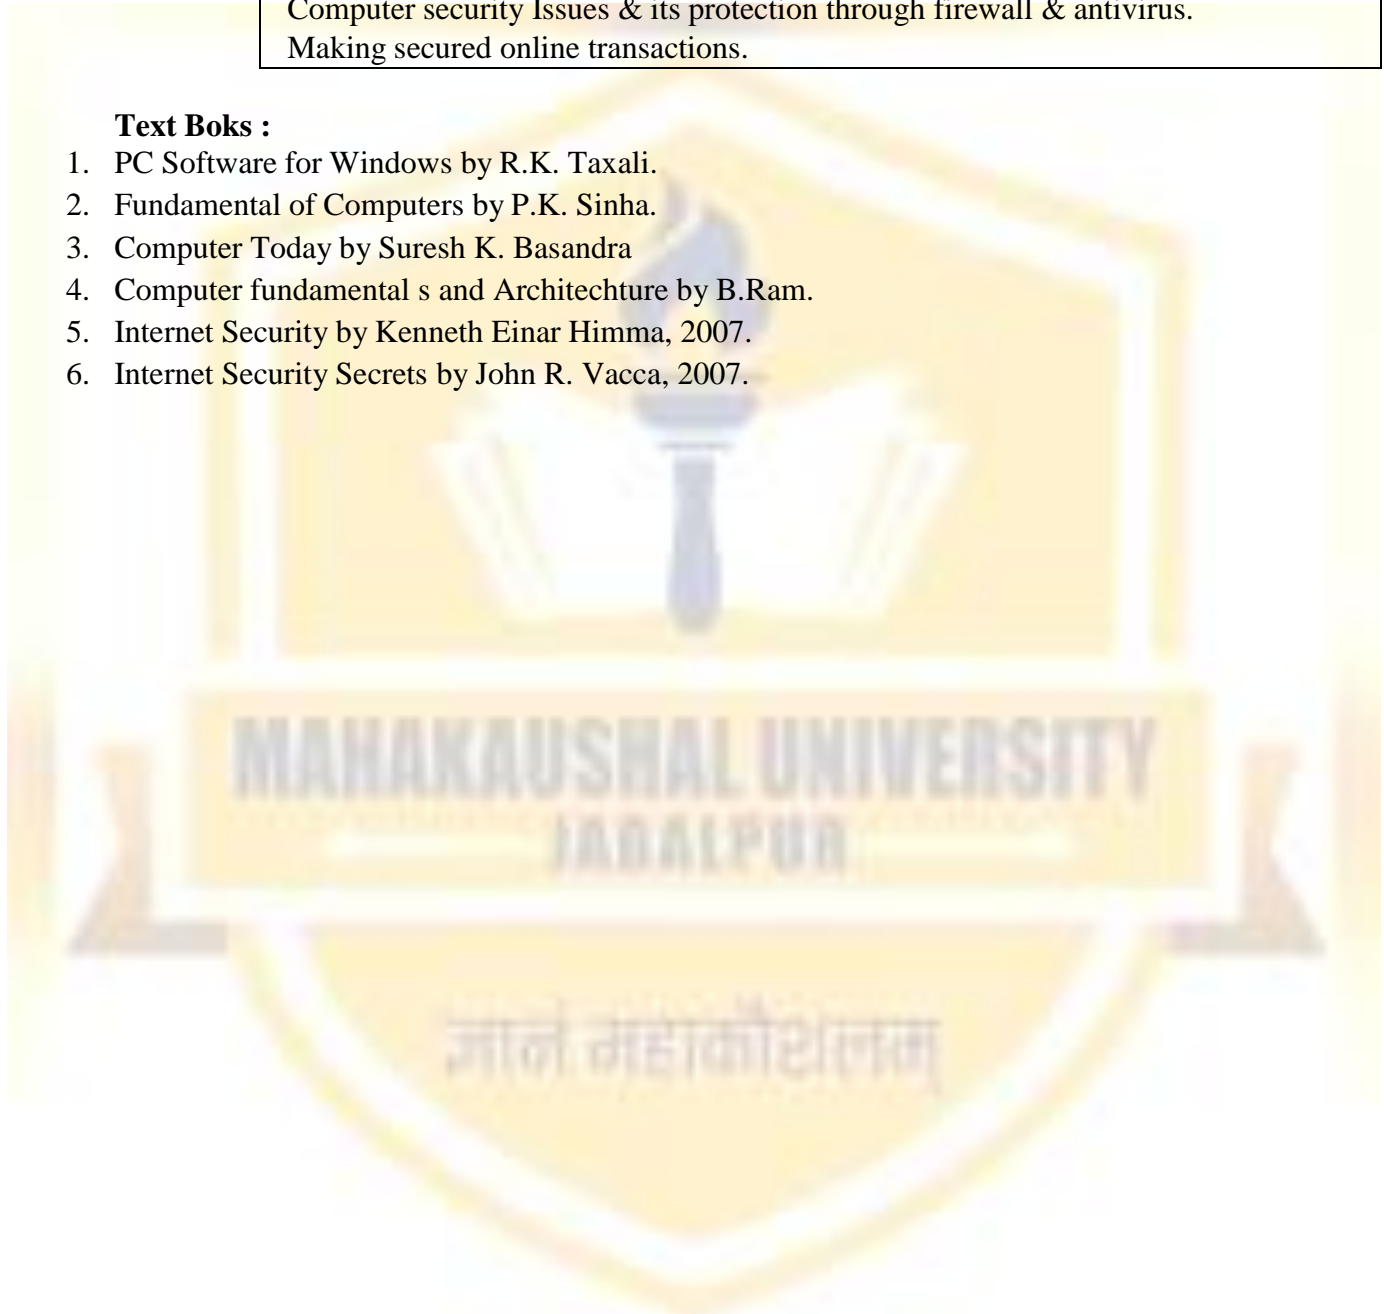 Computer security Issues & its protection through firewall & antivirus.
Making secured online transactions.
Text Boks :
1. PC Software for Windows by R.K. Taxali.
2. Fundamental of Computers by P.K. Sinha.
3. Computer Today by Suresh K. Basandra
4. Computer fundamental s and Architechture by B.Ram.
5. Internet Security by Kenneth Einar Himma, 2007.
6. Internet Security Secrets by John R. Vacca, 2007.
MAHAKAUSHAL UNIVERSITY
JABALPUR
ज्ञानं महाकौशलम्